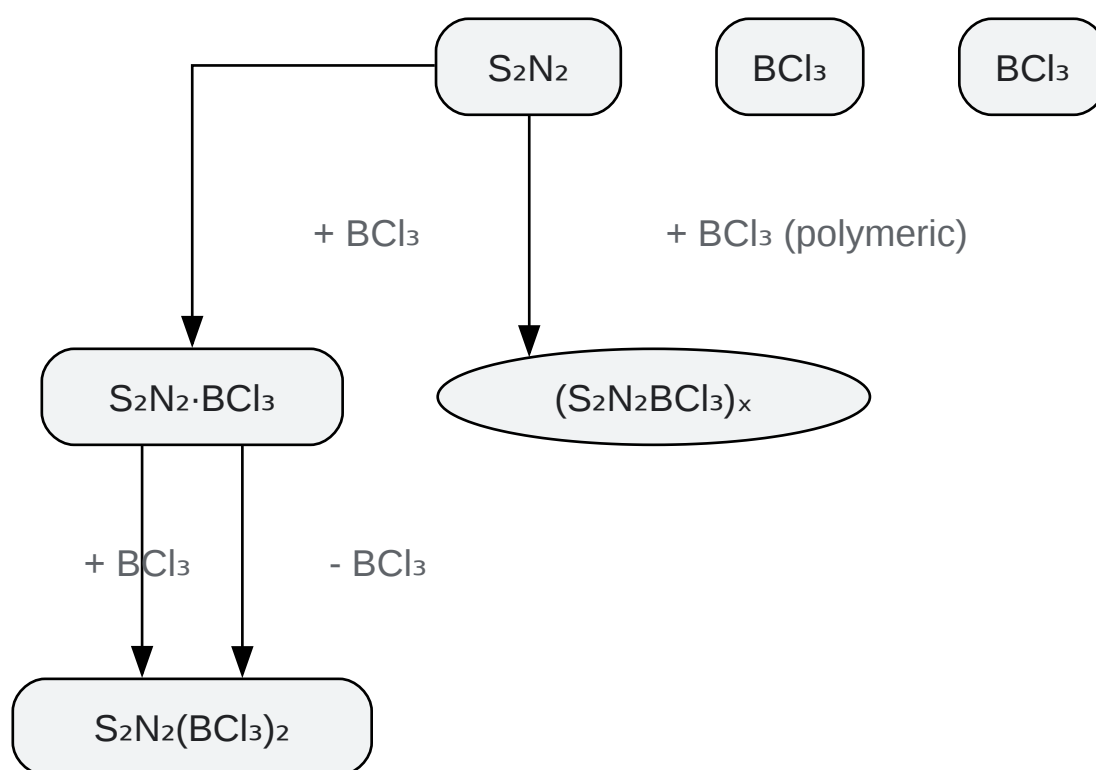 S₂N₂
BCl₃
BCl₃
+ BCl₃
+ BCl₃ (polymeric)
S₂N₂·BCl₃
(S₂N₂BCl₃)ₓ
+ BCl₃
- BCl₃
S₂N₂(BCl₃)₂